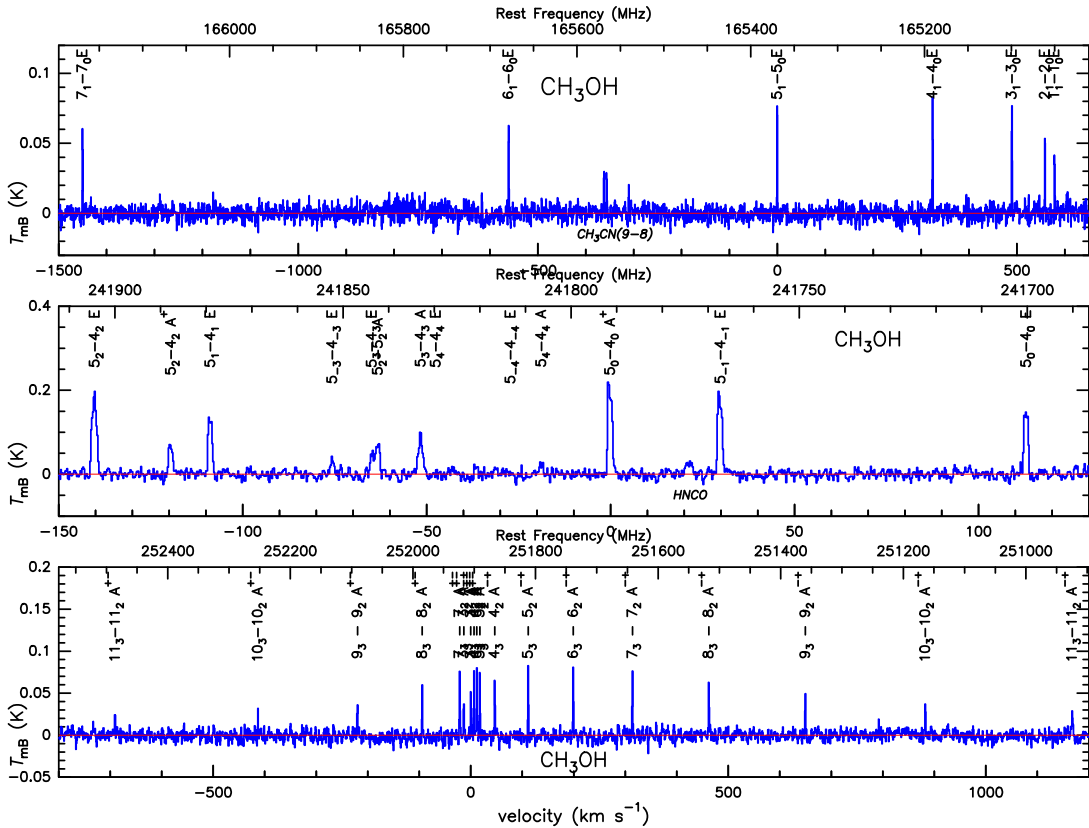 Rest Frequency (MHz)
166000 165800 165600 165400 165200
7₁−7₀E 6₁−6₀E 5₁−5₀E 4₁−4₀E 3₁−3₀E 2₁−2₀E 1₁−1₀E
CH₃OH
T_mB (K)
0.1
0.05
0
CH₃CN(9−8)
−1500 −1000 −500 0 500
Rest Frequency (MHz)
241900 241850 241800 241750 241700
5₂−4₂ E 5₂−4₂ A⁺ 5₁−4₁ E 5₋₃−4₋₃ E 5₃−4₃ A 5₄−4₄ E 5₋₄−4₋₄ E 5₄−4₄ A 5₀−4₀ A⁺ 5₋₁−4₋₁ E 5₀−4₀ E
CH₃OH
T_mB (K)
0.4
0.2
0
HNCO
−150 −100 −50 0 50 100
Rest Frequency (MHz)
252400 252200 252000 251800 251600 251400 251200 251000
11₃−11₂ A⁻⁺ 10₃−10₂ A⁻⁺ 9₃ − 9₂ A⁻⁺ 8₃ − 8₂ A⁻⁺ 4₃ − 4₂ A⁻⁺ 5₃ − 5₂ A⁺⁻ 6₃ − 6₂ A⁺⁻ 7₃ − 7₂ A⁺⁻ 8₃ − 8₂ A⁺⁻ 9₃ − 9₂ A⁺⁻ 10₃−10₂ A⁺⁻ 11₃−11₂ A⁺⁻
T_mB (K)
0.2
0.15
0.1
0.05
0
−0.05
CH₃OH
−500 0 500 1000
velocity (km s⁻¹)